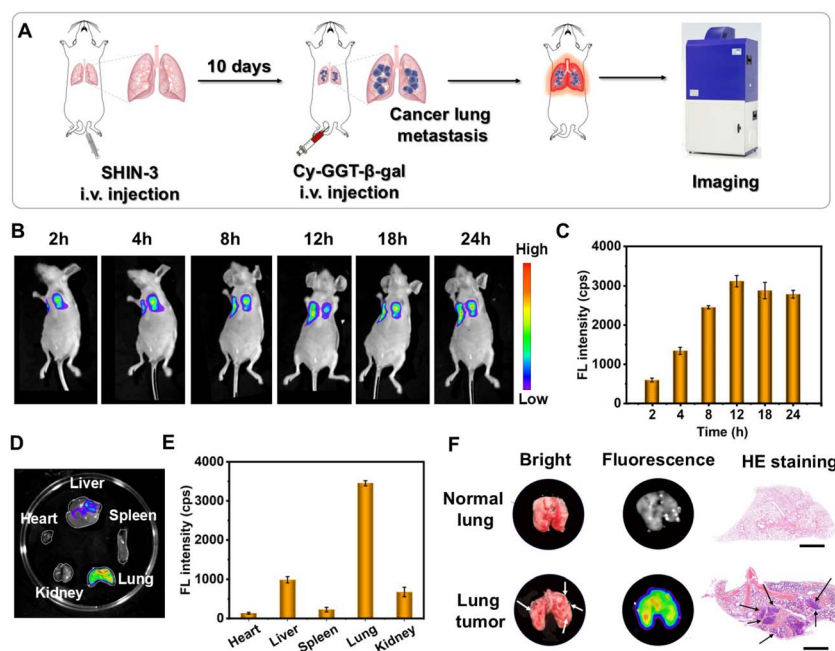 A
10 days
Cancer lung
metastasis
SHIN-3
i.v. injection
Cy-GGT-β-gal
i.v. injection
Imaging
B
2h 4h 8h 12h 18h 24h
High
Low
C
FL intensity (cps)
4000
3000
2000
1000
0
2 4 8 12 18 24
Time (h)
D
Liver
Heart
Spleen
Kidney
Lung
E
FL intensity (cps)
4000
3000
2000
1000
0
Heart Liver Spleen Lung Kidney
F
Bright Fluorescence HE staining
Normal
lung
Lung
tumor